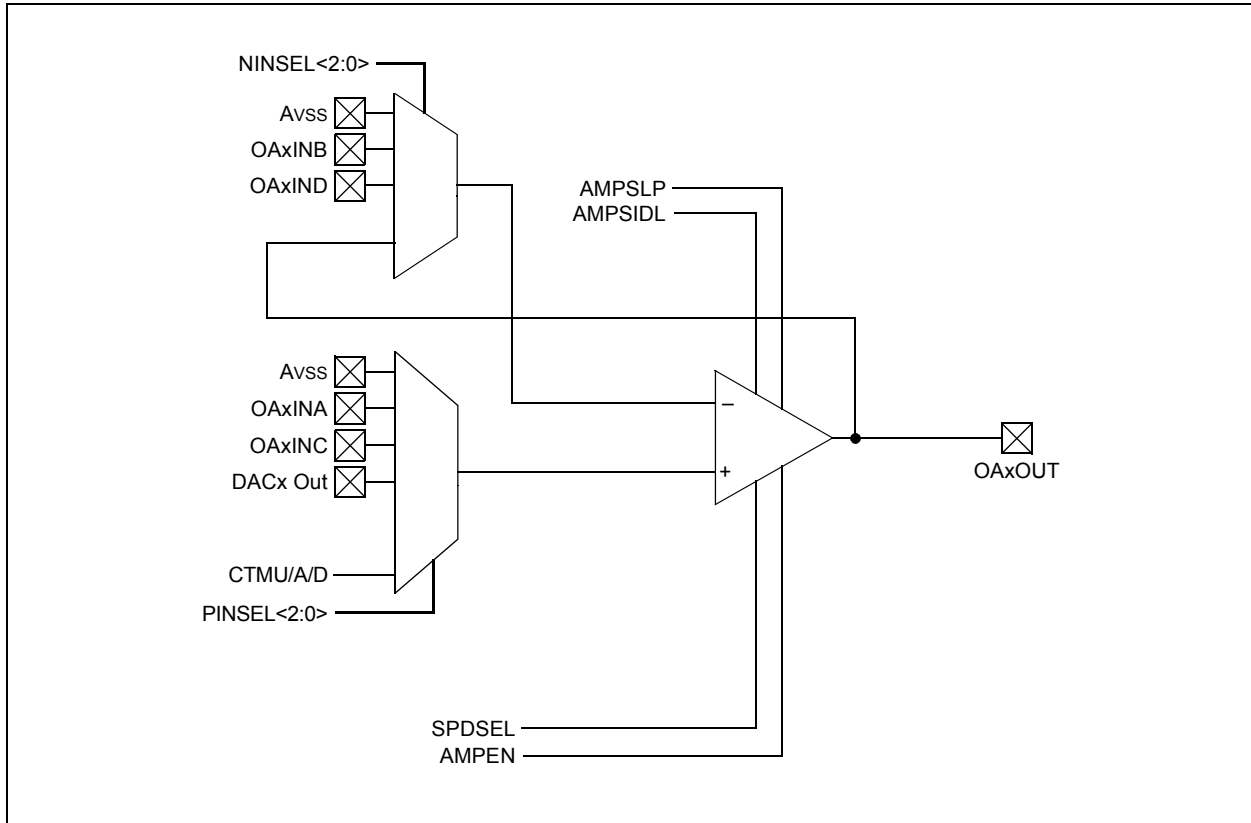 NINSEL<2:0>
AVSS
OAxINB
OAxIND
AMPSLP
AMPSIDL
AVSS
OAxINA
OAxINC
DACx Out
−
+
OAxOUT
CTMU/A/D
PINSEL<2:0>
SPDSEL
AMPEN